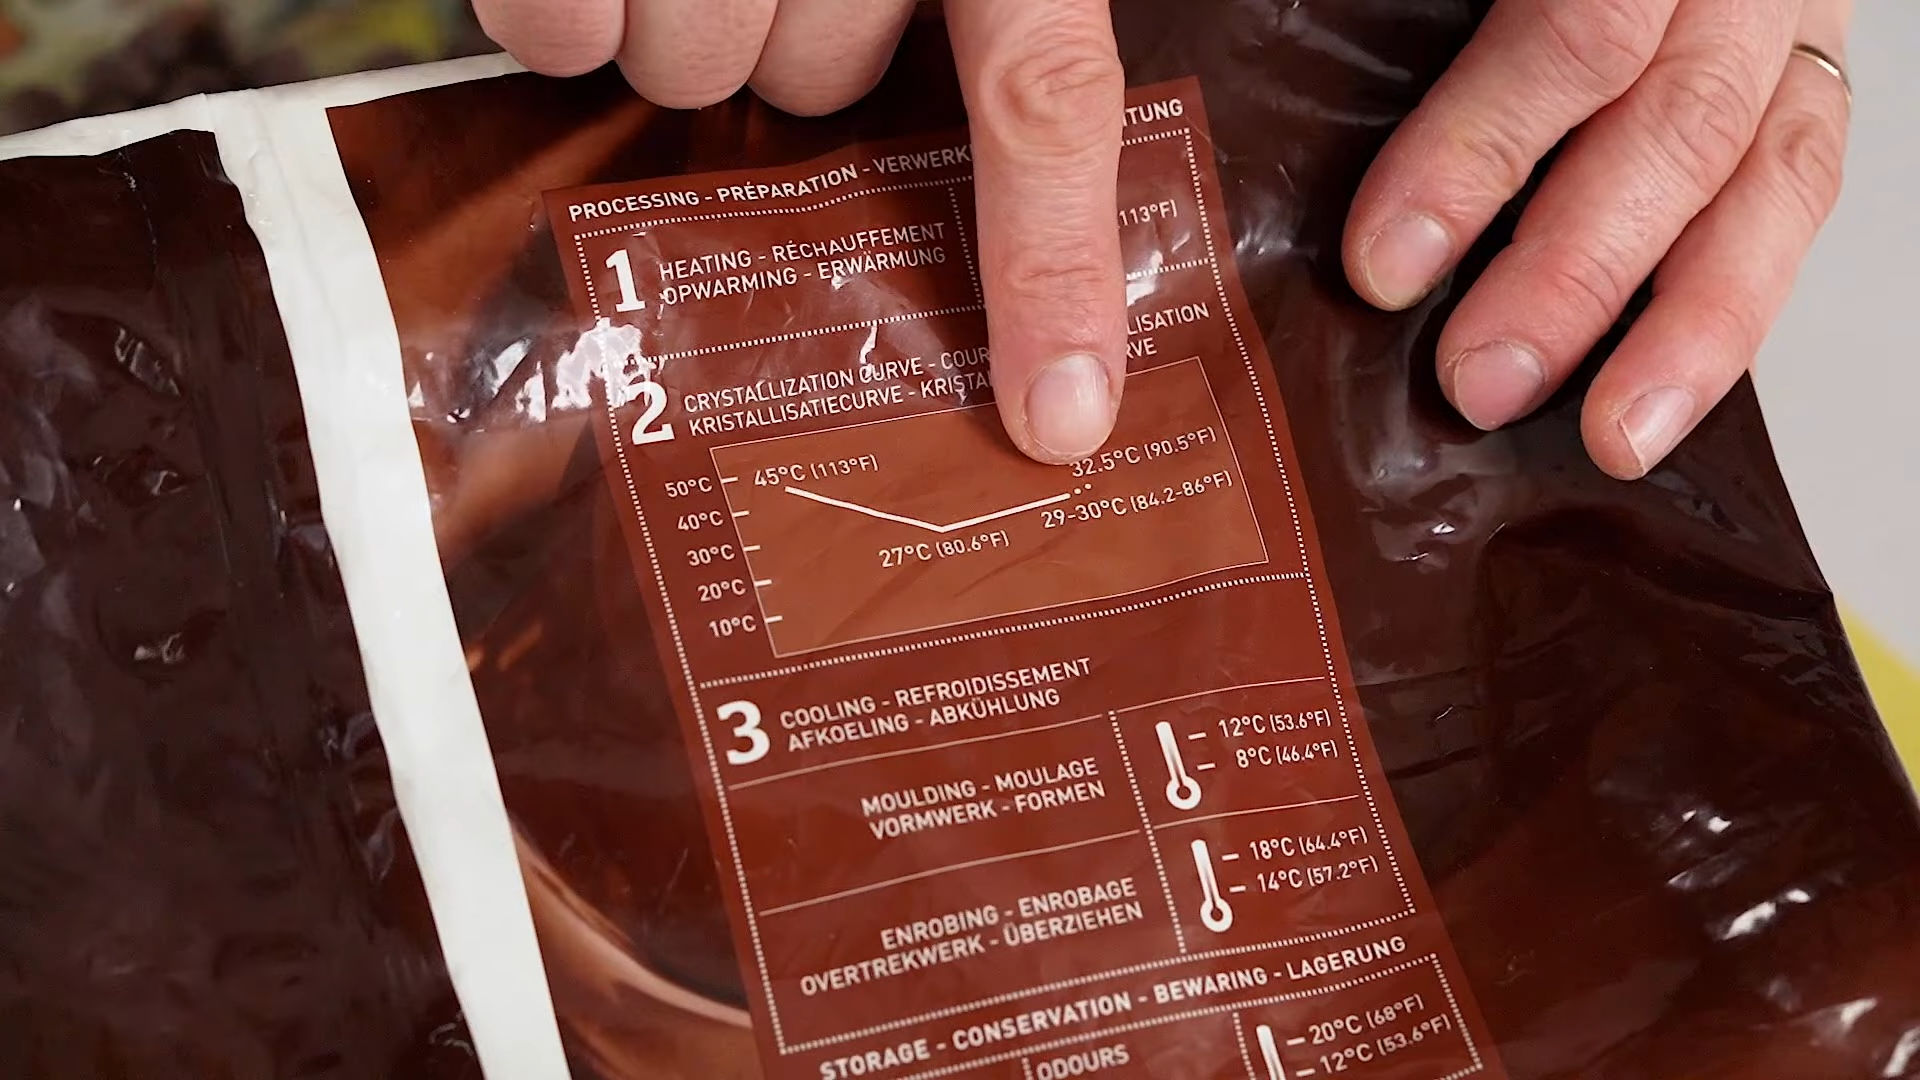 PROCESSING - PRÉPARATION - VERWERK
TUNG
1 HEATING - RÉCHAUFFEMENT
OPWARMING - ERWÄRMUNG
113°F)
2 CRYSTALLIZATION CURVE - COUR
LISATION
KRISTALLISATIECURVE - KRISTA
RVE
50°C
40°C
30°C
20°C
10°C
45°C (113°F)
27°C (80.6°F)
32.5°C (90.5°F)
29-30°C (84.2-86°F)
3 COOLING - REFROIDISSEMENT
AFKOELING - ABKÜHLUNG
MOULDING - MOULAGE
VORMWERK - FORMEN
12°C (53.6°F)
8°C (46.4°F)
ENROBING - ENROBAGE
OVERTREKWERK - ÜBERZIEHEN
18°C (64.4°F)
14°C (57.2°F)
STORAGE - CONSERVATION - BEWARING - LAGERUNG
ODOURS
20°C (68°F)
12°C (53.6°F)